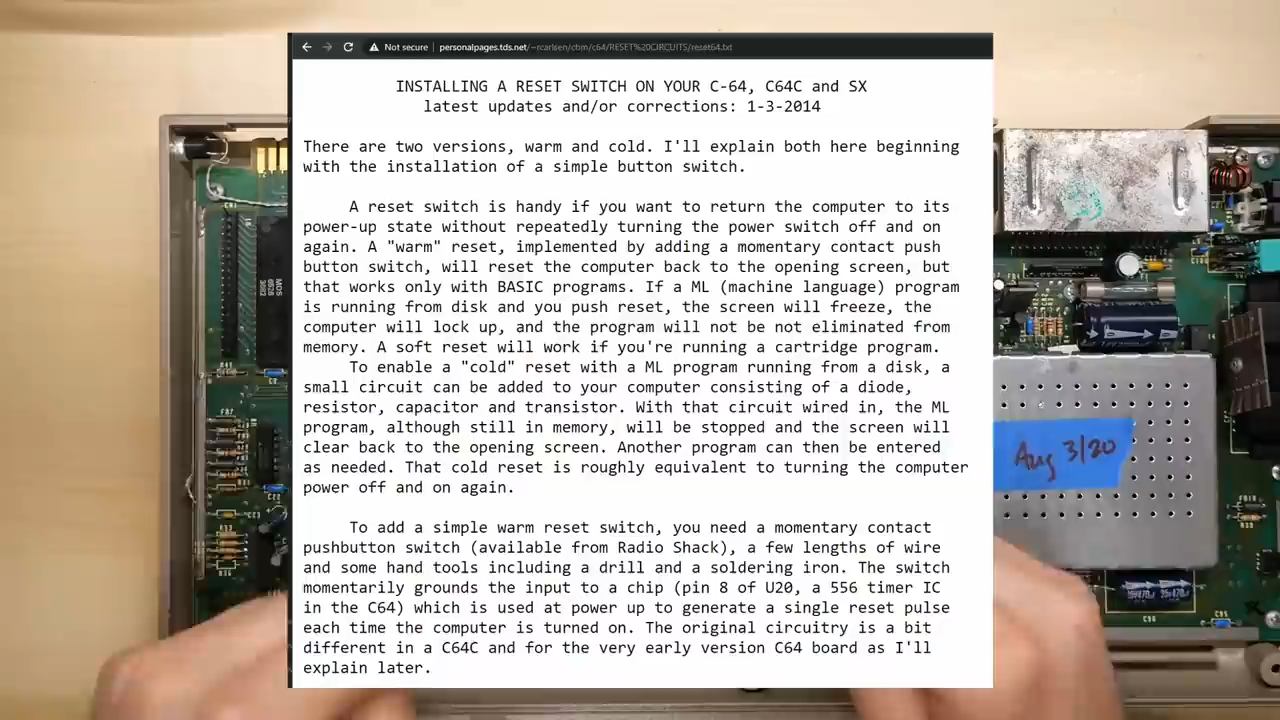 Not secure | personalpages.tds.net/~rcarlsen/cbm/c64/RESET%20CIRCUITS/reset64.txt
INSTALLING A RESET SWITCH ON YOUR C-64, C64C and SX
latest updates and/or corrections: 1-3-2014
There are two versions, warm and cold. I'll explain both here beginning
with the installation of a simple button switch.
A reset switch is handy if you want to return the computer to its
power-up state without repeatedly turning the power switch off and on
again. A "warm" reset, implemented by adding a momentary contact push
button switch, will reset the computer back to the opening screen, but
that works only with BASIC programs. If a ML (machine language) program
is running from disk and you push reset, the screen will freeze, the
computer will lock up, and the program will not be not eliminated from
memory. A soft reset will work if you're running a cartridge program.
To enable a "cold" reset with a ML program running from a disk, a
small circuit can be added to your computer consisting of a diode,
resistor, capacitor and transistor. With that circuit wired in, the ML
program, although still in memory, will be stopped and the screen will
clear back to the opening screen. Another program can then be entered
as needed. That cold reset is roughly equivalent to turning the computer
power off and on again.
To add a simple warm reset switch, you need a momentary contact
pushbutton switch (available from Radio Shack), a few lengths of wire
and some hand tools including a drill and a soldering iron. The switch
momentarily grounds the input to a chip (pin 8 of U20, a 556 timer IC
in the C64) which is used at power up to generate a single reset pulse
each time the computer is turned on. The original circuitry is a bit
different in a C64C and for the very early version C64 board as I'll
explain later.
Aug 3/20
MOS